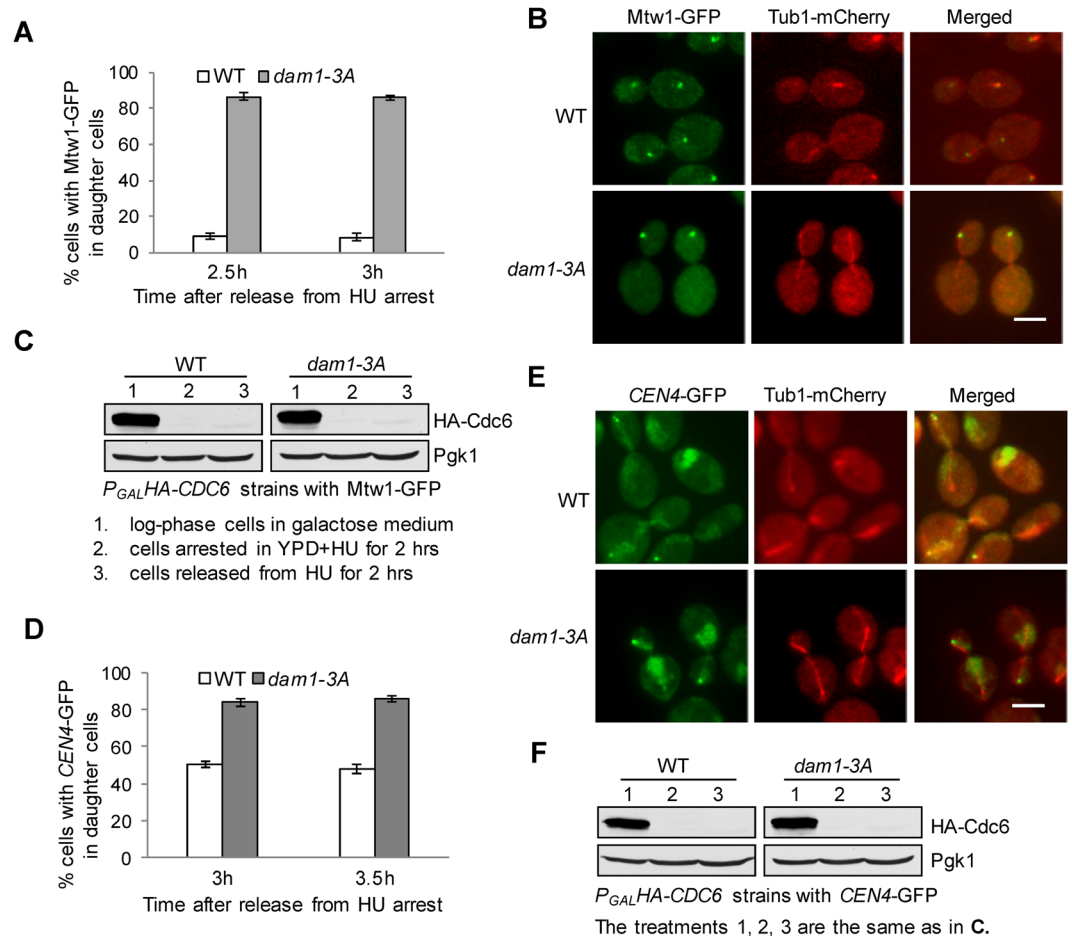 A
100
80
60
40
20
0
% cells with Mtw1-GFP
in daughter cells
WT dam1-3A
2.5h 3h
Time after release from HU arrest
B
Mtw1-GFP Tub1-mCherry Merged
WT
dam1-3A
C
WT dam1-3A
1 2 3 1 2 3
HA-Cdc6
Pgk1
PGALHA-CDC6 strains with Mtw1-GFP
1. log-phase cells in galactose medium
2. cells arrested in YPD+HU for 2 hrs
3. cells released from HU for 2 hrs
D
100
80
60
40
20
0
% cells with CEN4-GFP
in daughter cells
WT dam1-3A
3h 3.5h
Time after release from HU arrest
E
CEN4-GFP Tub1-mCherry Merged
WT
dam1-3A
F
WT dam1-3A
1 2 3 1 2 3
HA-Cdc6
Pgk1
PGALHA-CDC6 strains with CEN4-GFP
The treatments 1, 2, 3 are the same as in C.